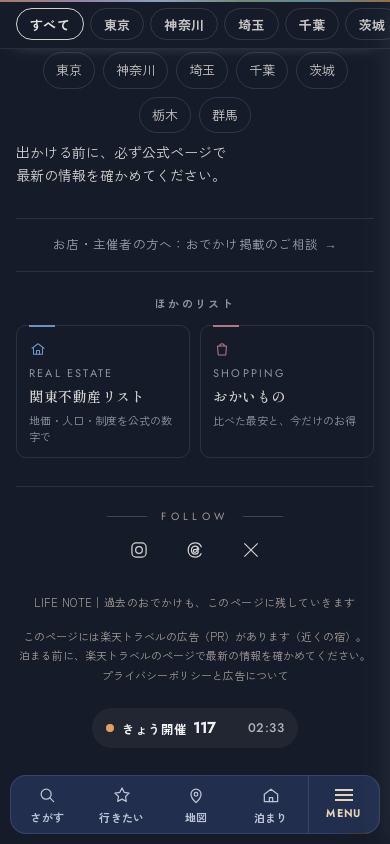 すべて 東京 神奈川 埼玉 千葉 茨城
東京 神奈川 埼玉 千葉 茨城
栃木 群馬
出かける前に、必ず公式ページで
最新の情報を確かめてください。
お店・主催者の方へ：おでかけ掲載のご相談 →
ほかのリスト
REAL ESTATE
関東不動産リスト
地価・人口・制度を公式の数
字で
SHOPPING
おかいもの
比べた最安と、今だけのお得
FOLLOW
LIFE NOTE｜過去のおでかけも、このページに残していきます
このページには楽天トラベルの広告（PR）があります（近くの宿）。
泊まる前に、楽天トラベルのページで最新の情報を確かめてください。
プライバシーポリシーと広告について
きょう開催 117 02:33
さがす 行きたい 地図 泊まり MENU